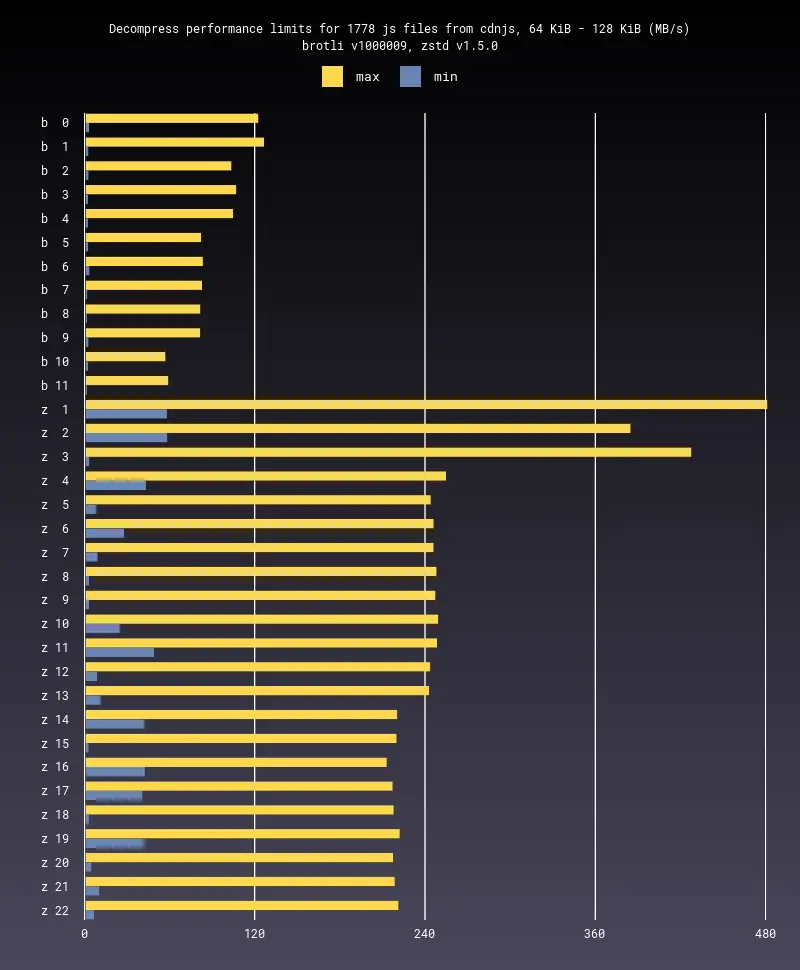 Decompress performance limits for 1778 js files from cdnjs, 64 KiB - 128 KiB (MB/s)
brotli v1000009, zstd v1.5.0
max min
b 0
b 1
b 2
b 3
b 4
b 5
b 6
b 7
b 8
b 9
b 10
b 11
z 1
z 2
z 3
z 4
z 5
z 6
z 7
z 8
z 9
z 10
z 11
z 12
z 13
z 14
z 15
z 16
z 17
z 18
z 19
z 20
z 21
z 22
0 120 240 360 480